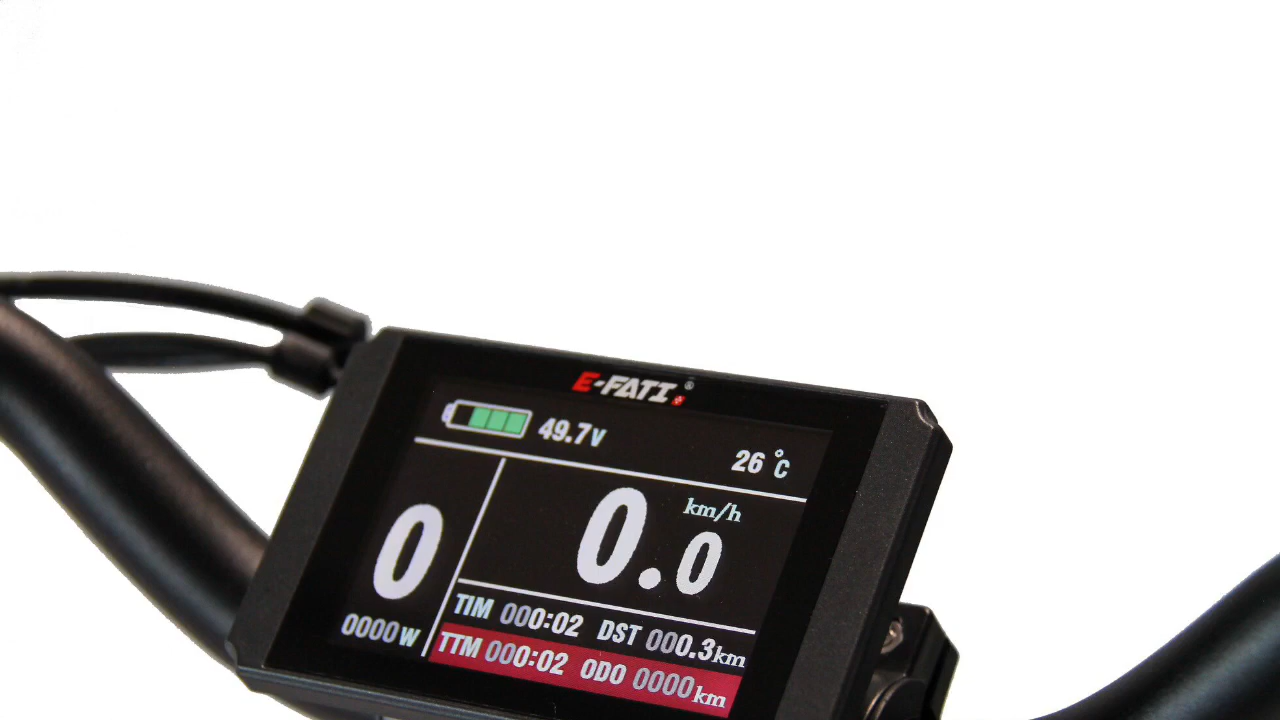 E-FATI®
49.7V
26 °C
0
km/h
0.0
0000W
TIM 000:02 DST 000.3km
TTM 000:02 ODO 0000km